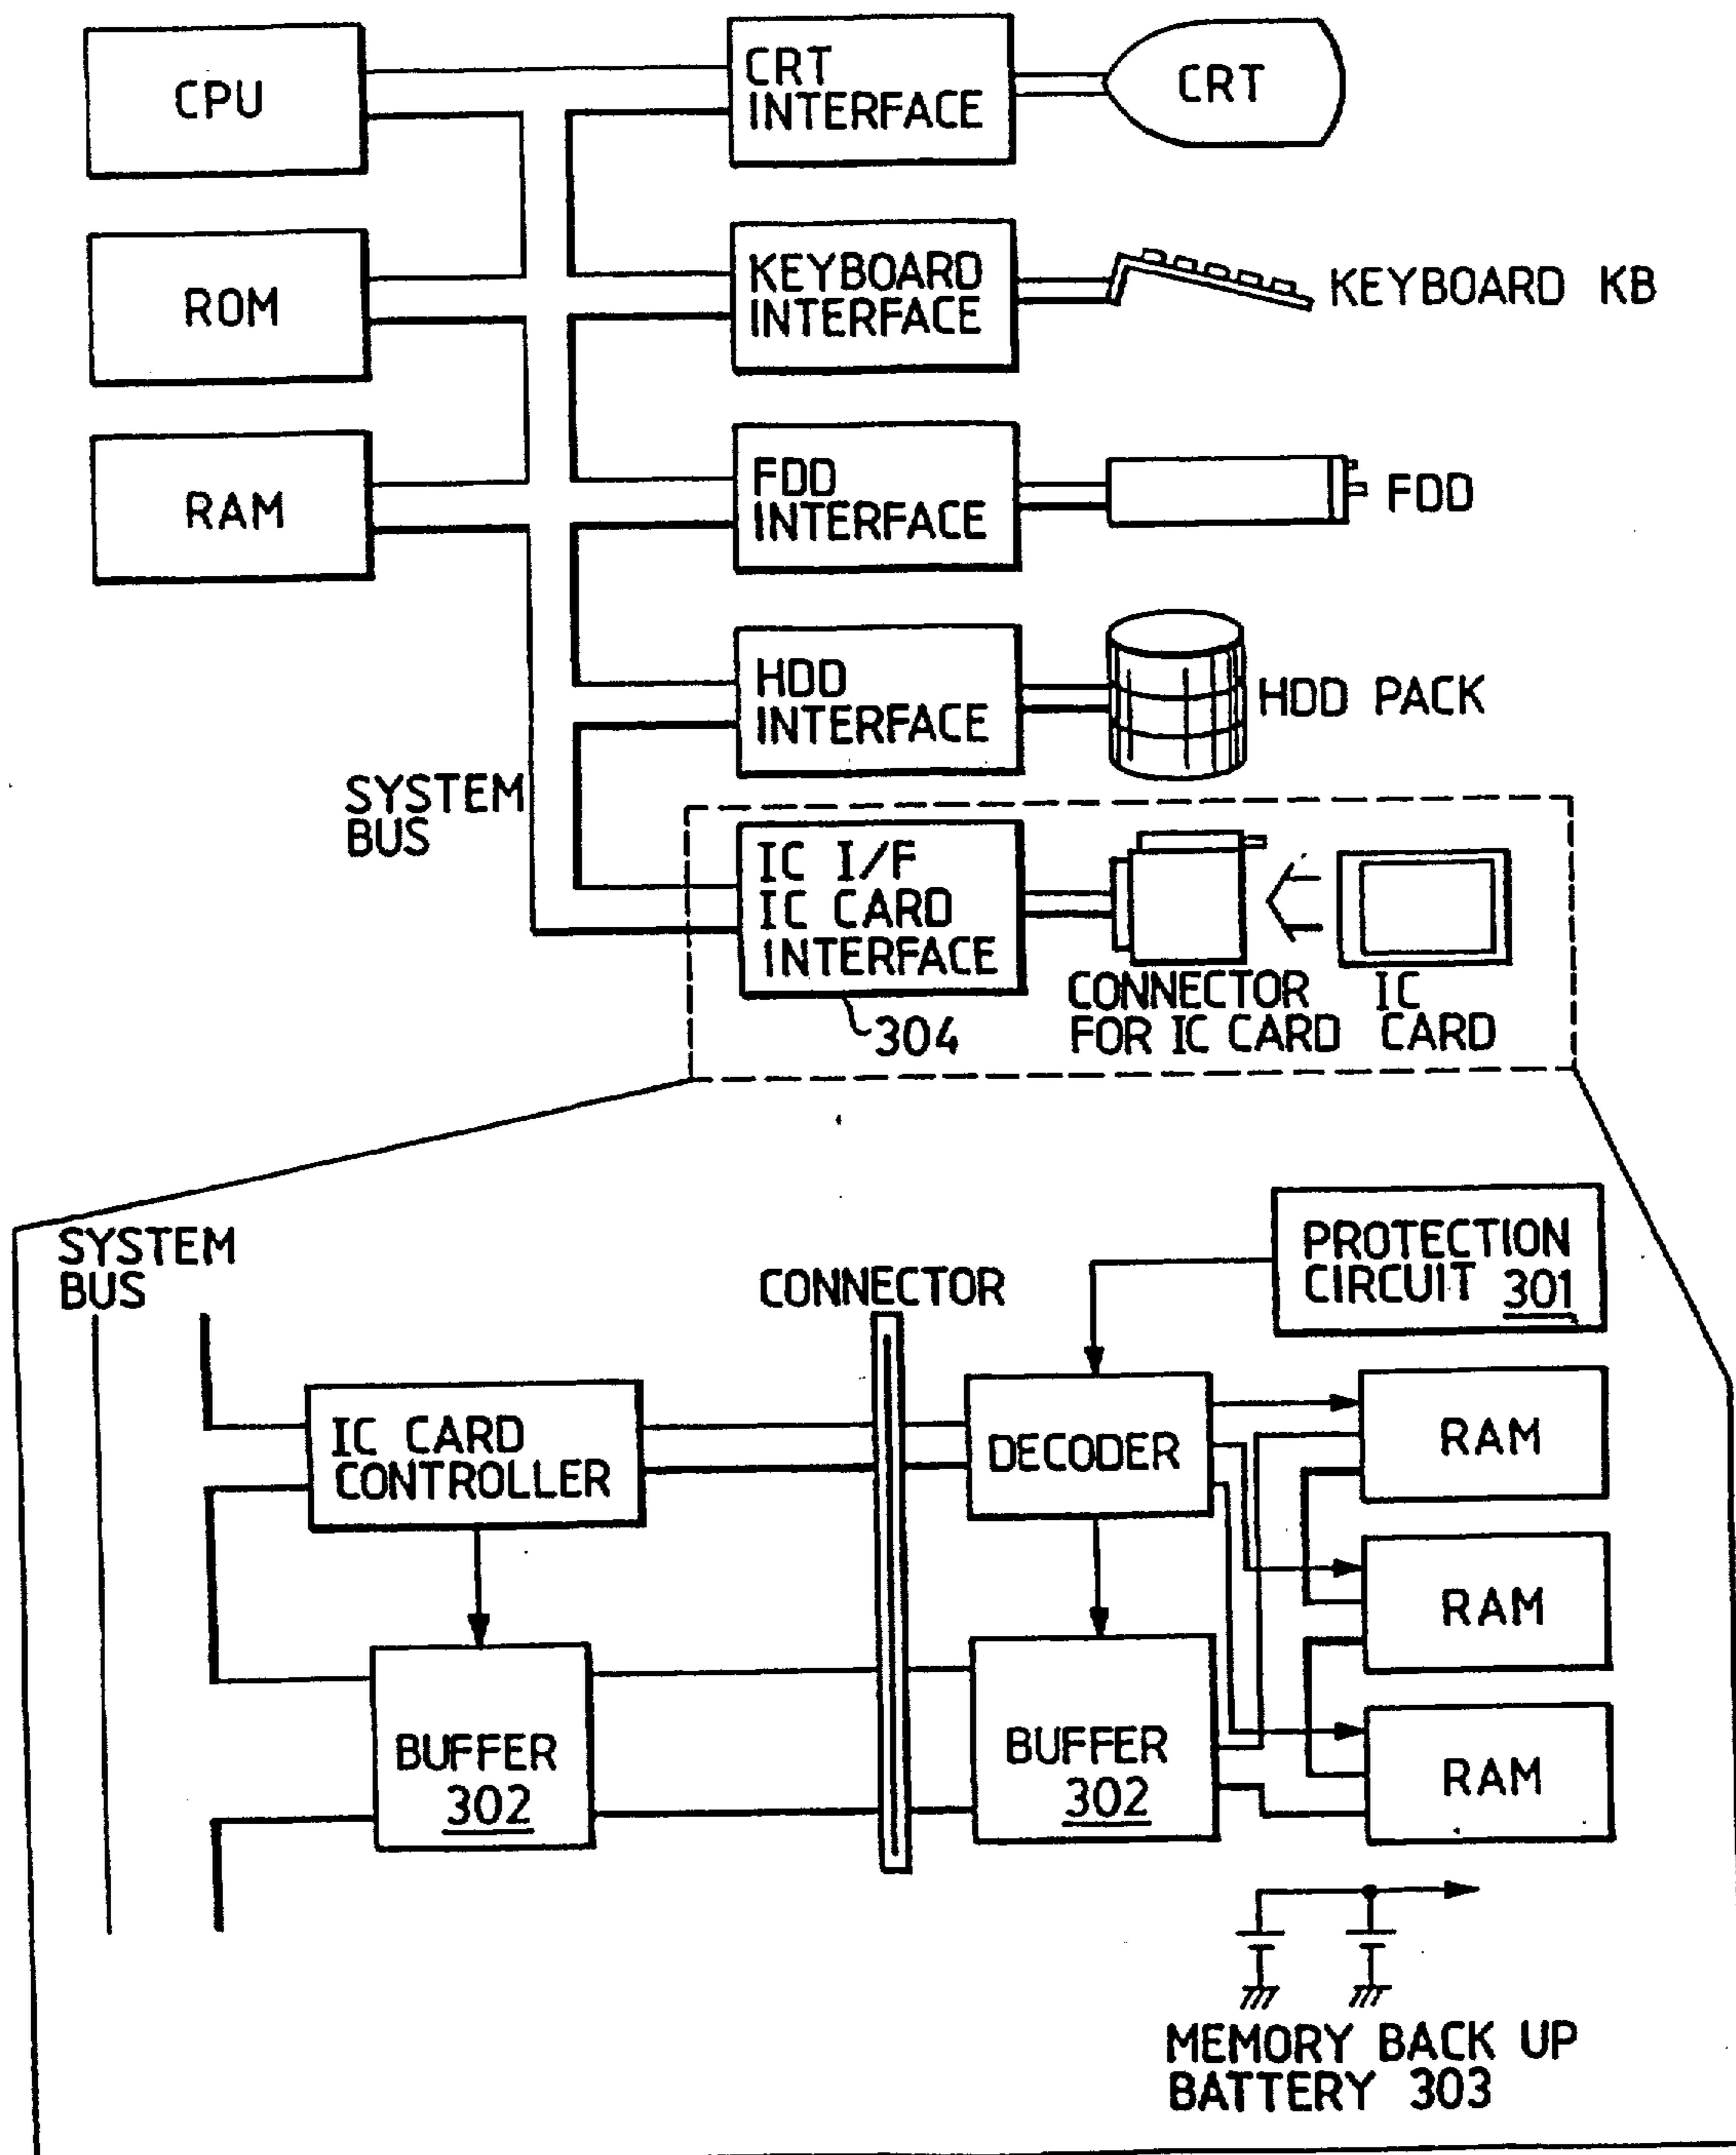 CPU
CRT
INTERFACE
CRT
ROM
KEYBOARD
INTERFACE
KEYBOARD KB
RAM
FDD
INTERFACE
FDD
HDD
INTERFACE
HDD PACK
SYSTEM
BUS
IC I/F
IC CARD
INTERFACE
304
CONNECTOR
FOR IC CARD
IC
CARD
SYSTEM
BUS
CONNECTOR
PROTECTION
CIRCUIT 301
IC CARD
CONTROLLER
DECODER
RAM
RAM
BUFFER
302
BUFFER
302
RAM
MEMORY BACK UP
BATTERY 303